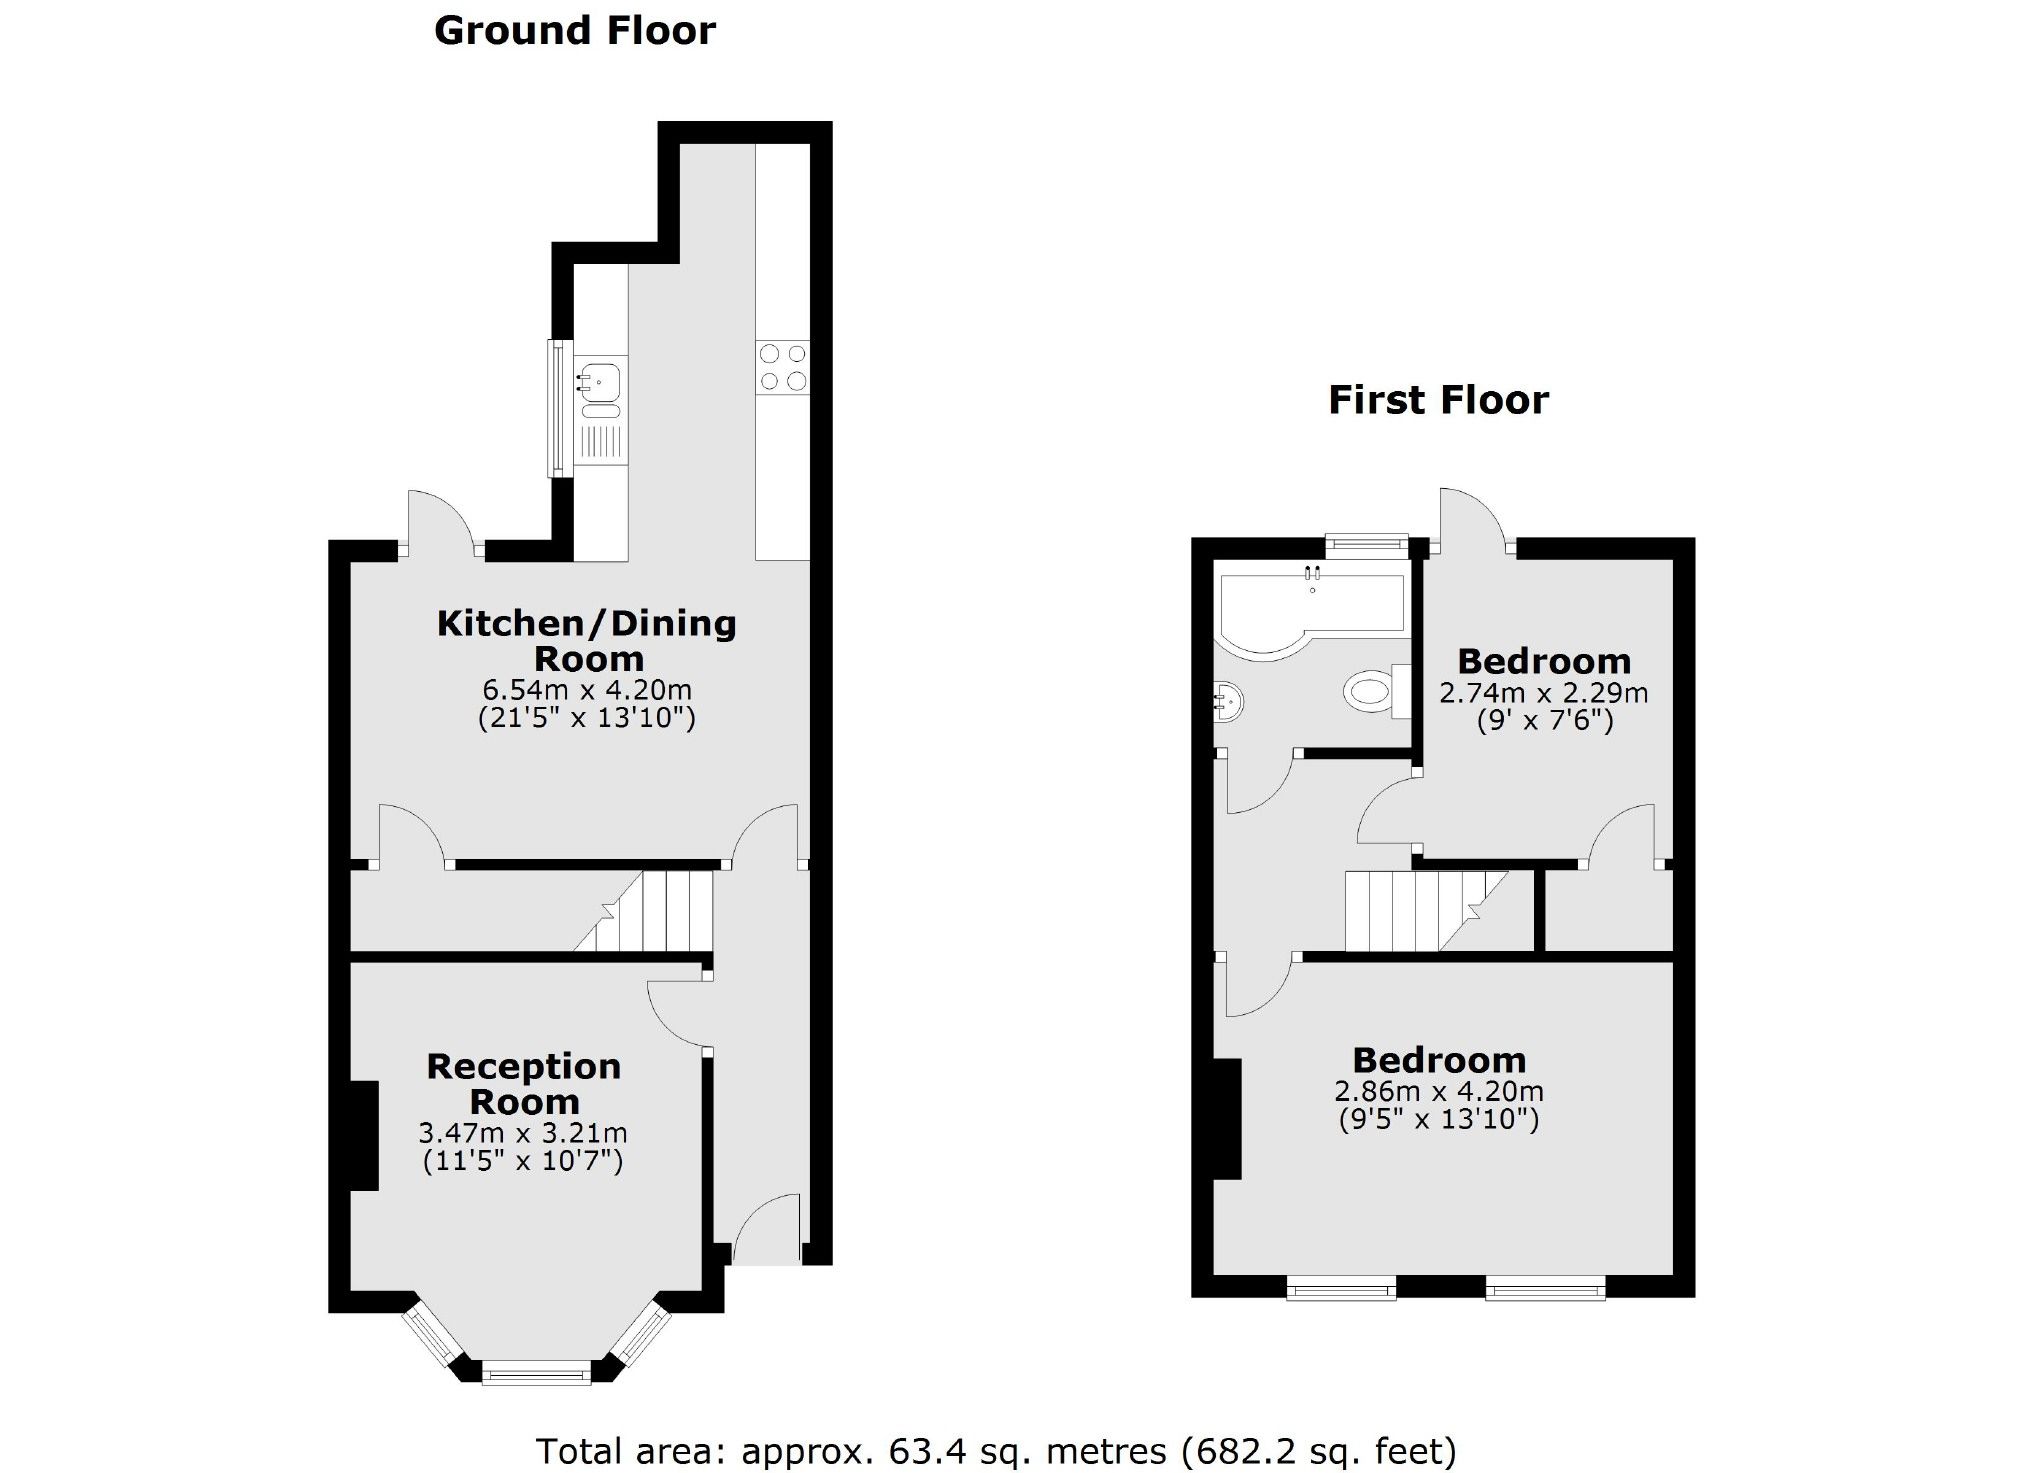 Ground Floor
Kitchen/Dining
Room
6.54m x 4.20m
(21'5" x 13'10")
Reception
Room
3.47m x 3.21m
(11'5" x 10'7")
First Floor
Bedroom
2.74m x 2.29m
(9' x 7'6")
Bedroom
2.86m x 4.20m
(9'5" x 13'10")
Total area: approx. 63.4 sq. metres (682.2 sq. feet)